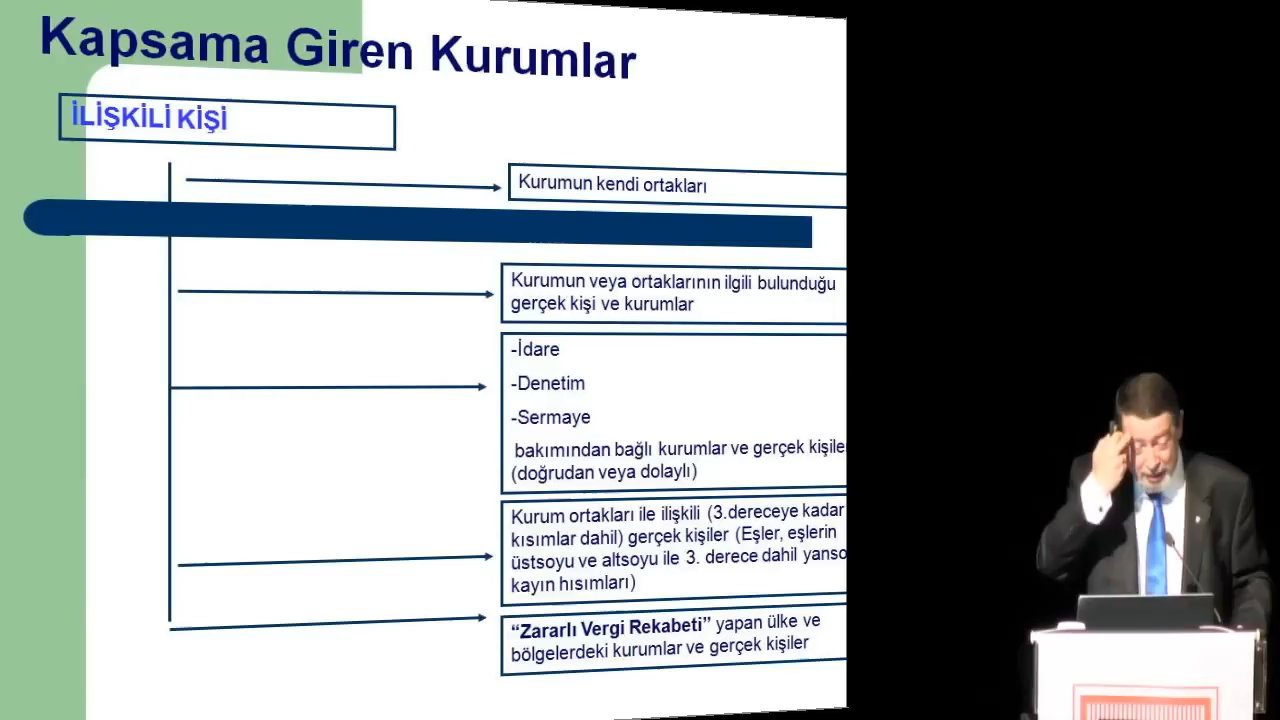 Kapsama Giren Kurumlar
İLİŞKİLİ KİŞİ
Kurumun kendi ortakları
Kurumun veya ortaklarının ilgili bulunduğu
gerçek kişi ve kurumlar
-İdare
-Denetim
-Sermaye
bakımından bağlı kurumlar ve gerçek kişile
(doğrudan veya dolaylı)
Kurum ortakları ile ilişkili (3.dereceye kadar
kısımlar dahil) gerçek kişiler (Eşler, eşlerin
üstsoyu ve altsoyu ile 3. derece dahil yanso
kayın hısımları)
“Zararlı Vergi Rekabeti” yapan ülke ve
bölgelerdeki kurumlar ve gerçek kişiler